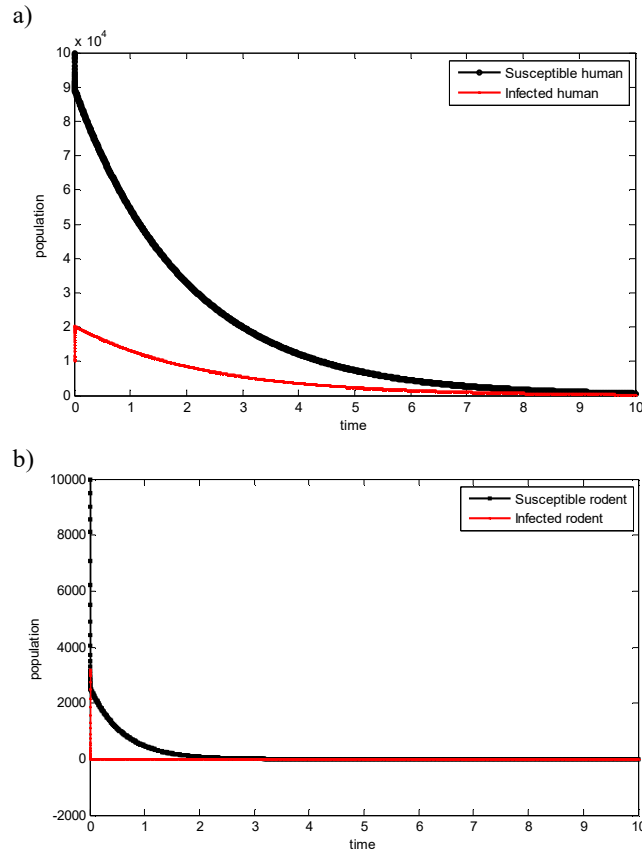 a)
x 10^4
10
9
8
7
6
5
4
3
2
1
0
population
Susceptible human
Infected human
0 1 2 3 4 5 6 7 8 9 10
time
b)
10000
8000
6000
4000
2000
0
-2000
population
Susceptible rodent
Infected rodent
0 1 2 3 4 5 6 7 8 9 10
time